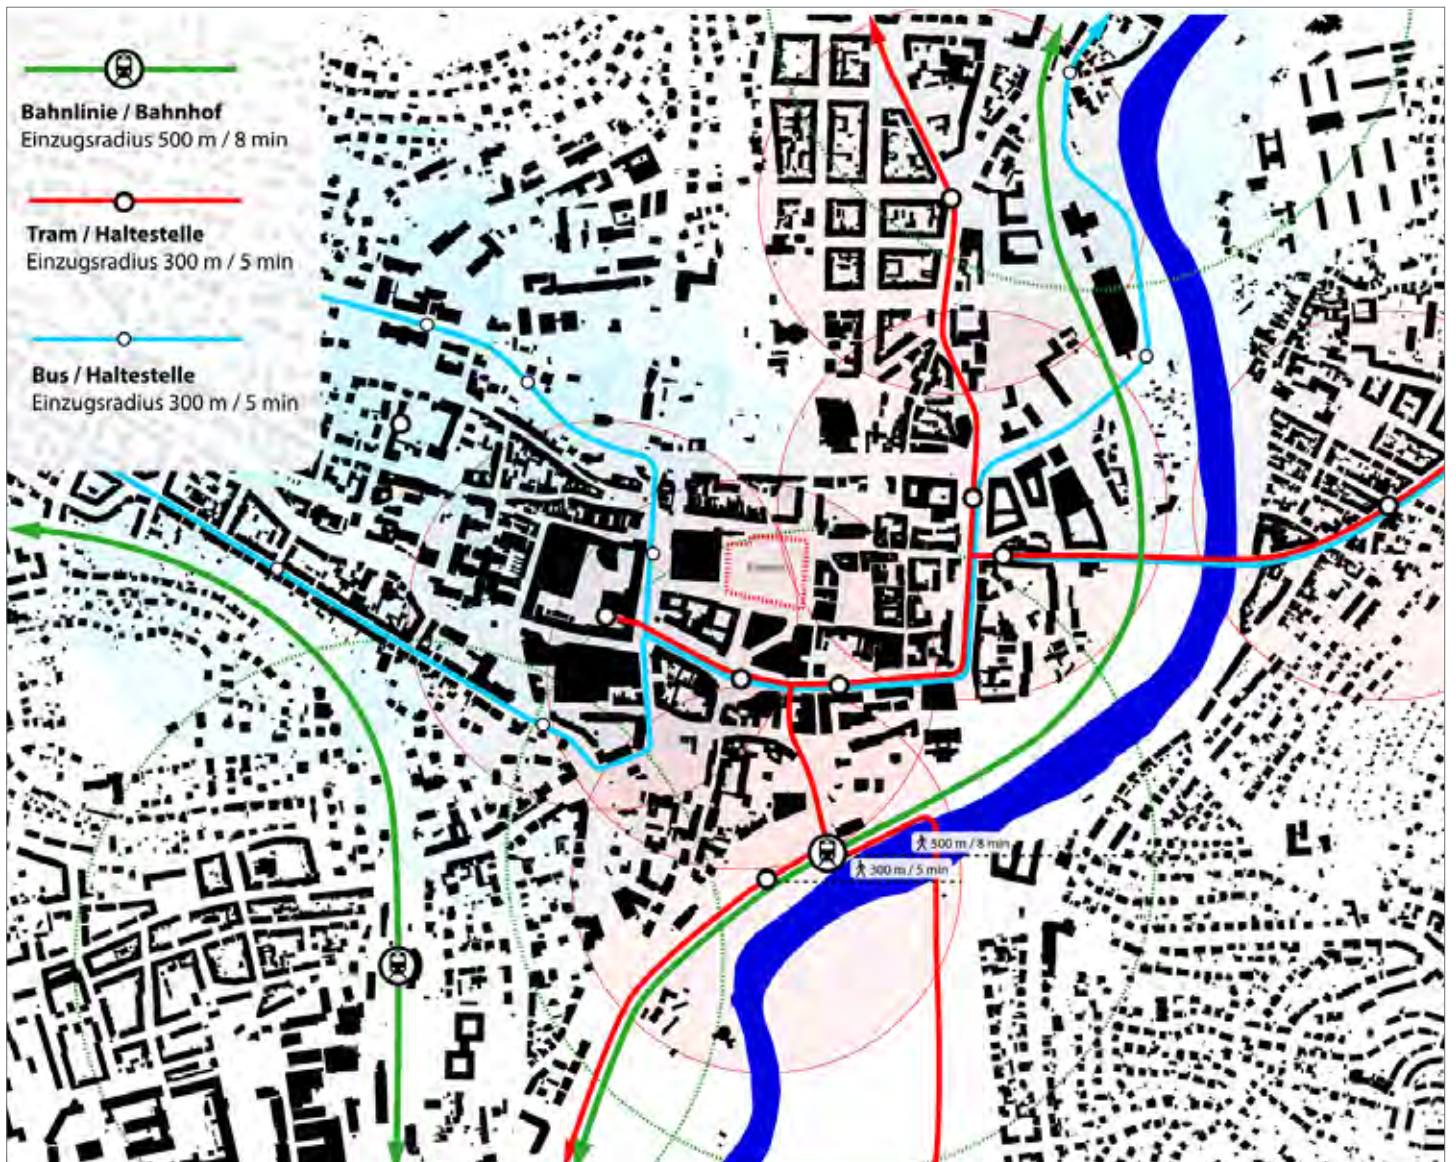 Bahnlinie / Bahnhof
Einzugsradius 500 m / 8 min
Tram / Haltestelle
Einzugsradius 300 m / 5 min
Bus / Haltestelle
Einzugsradius 300 m / 5 min
500 m / 8 min
300 m / 5 min